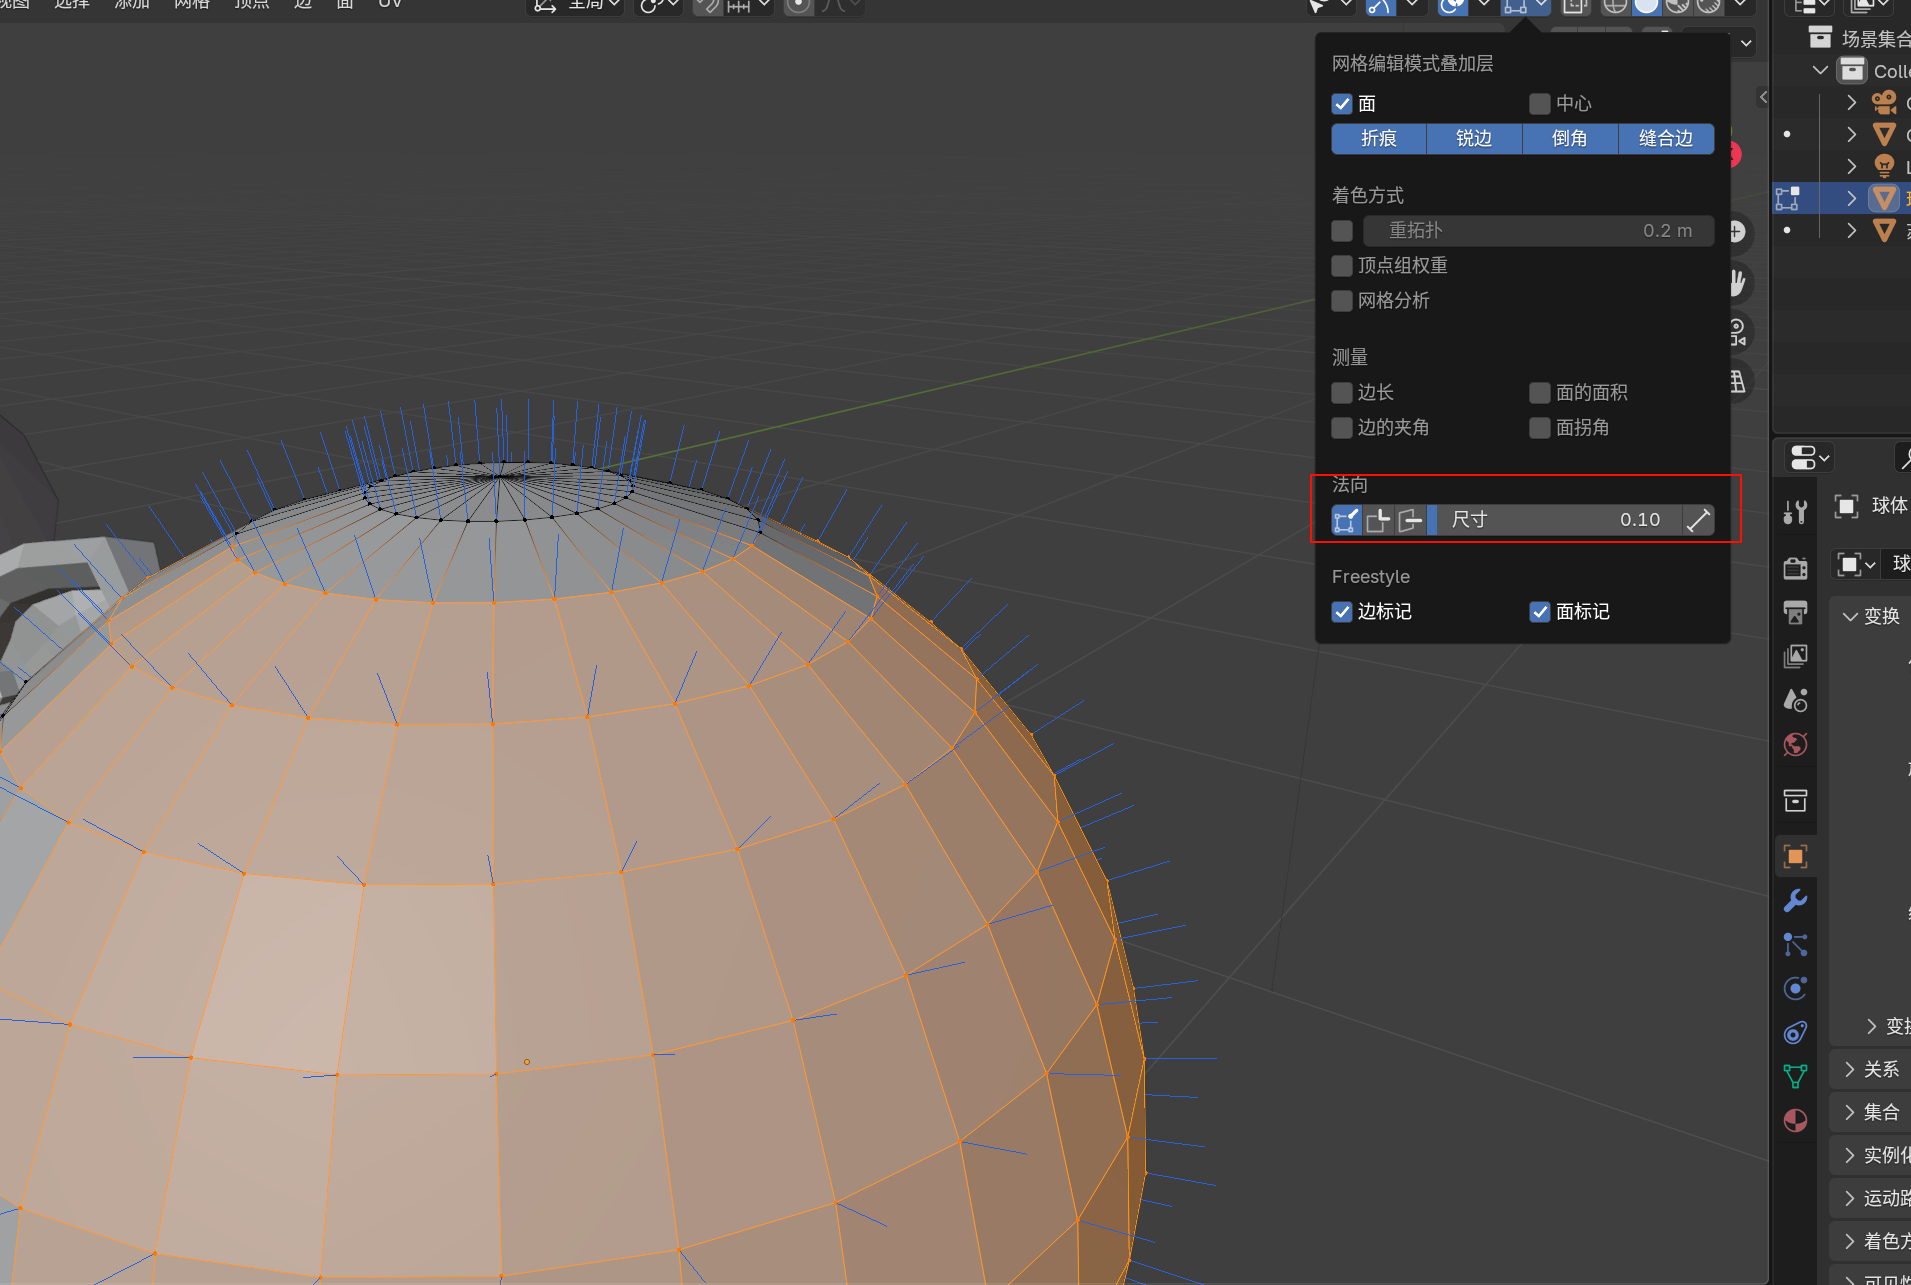 视图 选择 添加 网格 顶点 边 面 UV
全局
网格编辑模式叠加层
面 中心
折痕 锐边 倒角 缝合边
着色方式
重拓扑 0.2 m
顶点组权重
网格分析
测量
边长 面的面积
边的夹角 面拐角
法向
尺寸 0.10
Freestyle
边标记 面标记
场景集合
Colle
球体
球
变换
变换
关系
集合
实例化
运动路
着色方
可见性